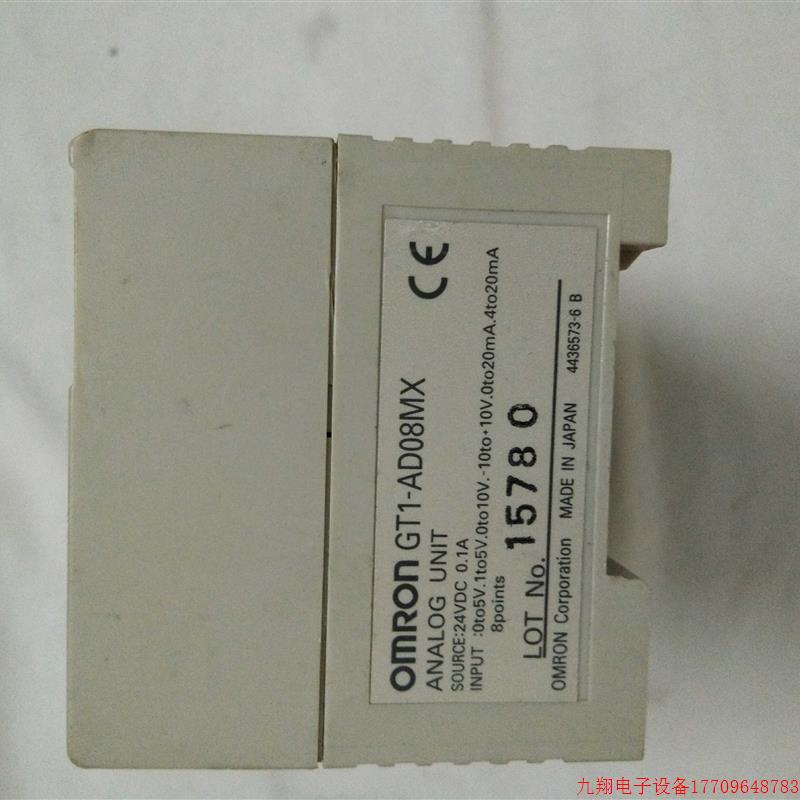 OMRON GT1-AD08MX CE
ANALOG UNIT
SOURCE:24VDC 0.1A
INPUT :0to5V.1to5V.0to10V.-10to+10V.0to20mA.4to20mA
8points
LOT No. 15780
OMRON Corporation MADE IN JAPAN 4436573-6 B
九翔电子设备17709648783